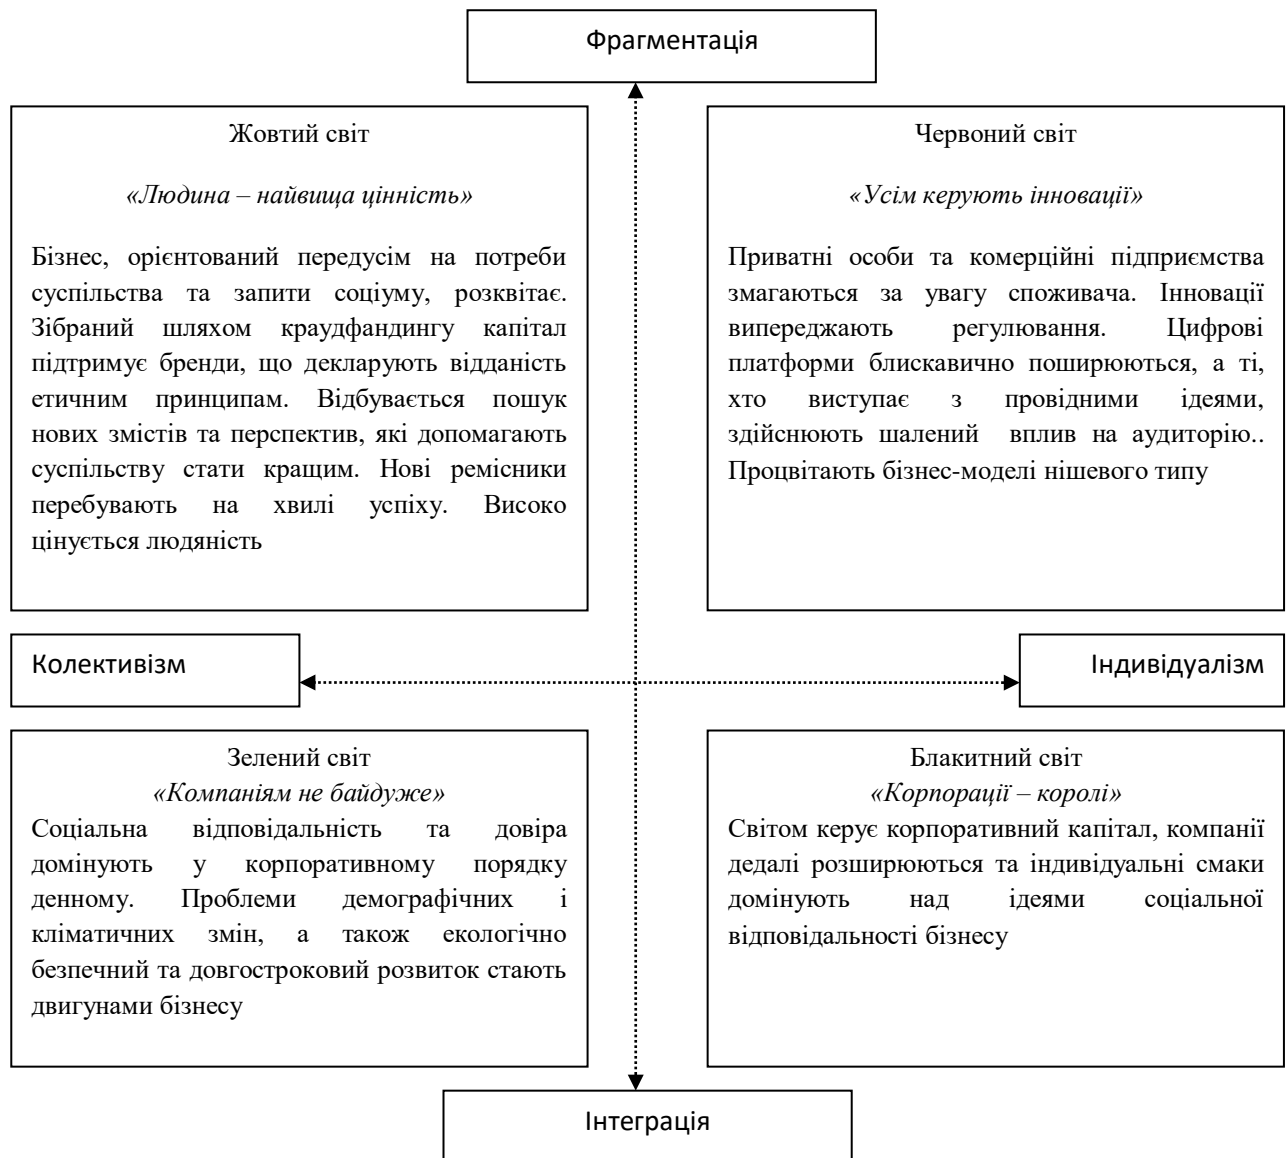 Фрагментація
Жовтий світ
«Людина – найвища цінність»
Бізнес, орієнтований передусім на потреби
суспільства та запити соціуму, розквітає.
Зібраний шляхом краудфандингу капітал
підтримує бренди, що декларують відданість
етичним принципам. Відбувається пошук
нових змістів та перспектив, які допомагають
суспільству стати кращим. Нові ремісники
перебувають на хвилі успіху. Високо
цінується людяність
Червоний світ
«Усім керують інновації»
Приватні особи та комерційні підприємства
змагаються за увагу споживача. Інновації
випереджають регулювання. Цифрові
платформи блискавично поширюються, а ті,
хто виступає з провідними ідеями,
здійснюють шалений вплив на аудиторію..
Процвітають бізнес-моделі нішевого типу
Колективізм
Індивідуалізм
Зелений світ
«Компаніям не байдуже»
Соціальна відповідальність та довіра
домінують у корпоративному порядку
денному. Проблеми демографічних і
кліматичних змін, а також екологічно
безпечний та довгостроковий розвиток стають
двигунами бізнесу
Блакитний світ
«Корпорації – королі»
Світом керує корпоративний капітал, компанії
дедалі розширюються та індивідуальні смаки
домінують над ідеями соціальної
відповідальності бізнесу
Інтеграція